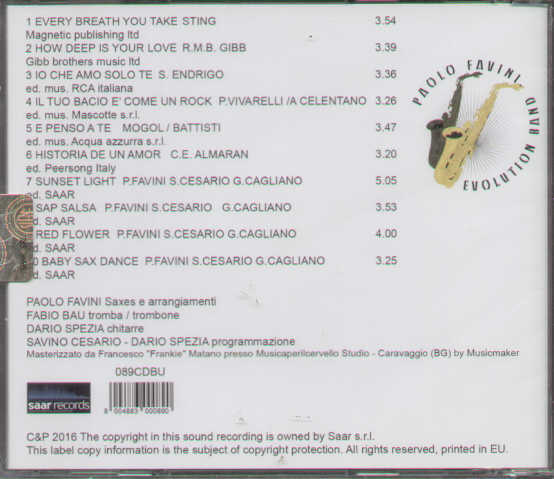 1 EVERY BREATH YOU TAKE STING 3.54
Magnetic publishing ltd
2 HOW DEEP IS YOUR LOVE R.M.B. GIBB 3.39
Gibb brothers music ltd
3 IO CHE AMO SOLO TE S. ENDRIGO 3.36
ed. mus. RCA italiana
4 IL TUO BACIO E' COME UN ROCK P.VIVARELLI /A CELENTANO 3.26
ed. mus. Mascotte s.r.l.
5 E PENSO A TE MOGOL / BATTISTI 3.47
ed. mus. Acqua azzurra s.r.l.
6 HISTORIA DE UN AMOR C.E. ALMARAN 3.20
ed. Peersong Italy
7 SUNSET LIGHT P.FAVINI S.CESARIO G.CAGLIANO 5.05
ed. SAAR
SAP SALSA P.FAVINI S.CESARIO G.CAGLIANO 3.53
ed. SAAR
RED FLOWER P.FAVINI S.CESARIO G.CAGLIANO 4.00
ed. SAAR
0 BABY SAX DANCE P.FAVINI S.CESARIO G.CAGLIANO 3.25
d. SAAR
PAOLO FAVINI EVOLUTION BAND
PAOLO FAVINI Saxes e arrangiamenti
FABIO BAU tromba / trombone
DARIO SPEZIA chitarre
SAVINO CESARIO - DARIO SPEZIA programmazione
Masterizzato da Francesco "Frankie" Matano presso Musicaperilcervello Studio - Caravaggio (BG) by Musicmaker
089CDBU
saar records
8 004883 000890
C&P 2016 The copyright in this sound recording is owned by Saar s.r.l.
This label copy information is the subject of copyright protection. All rights reserved, printed in EU.